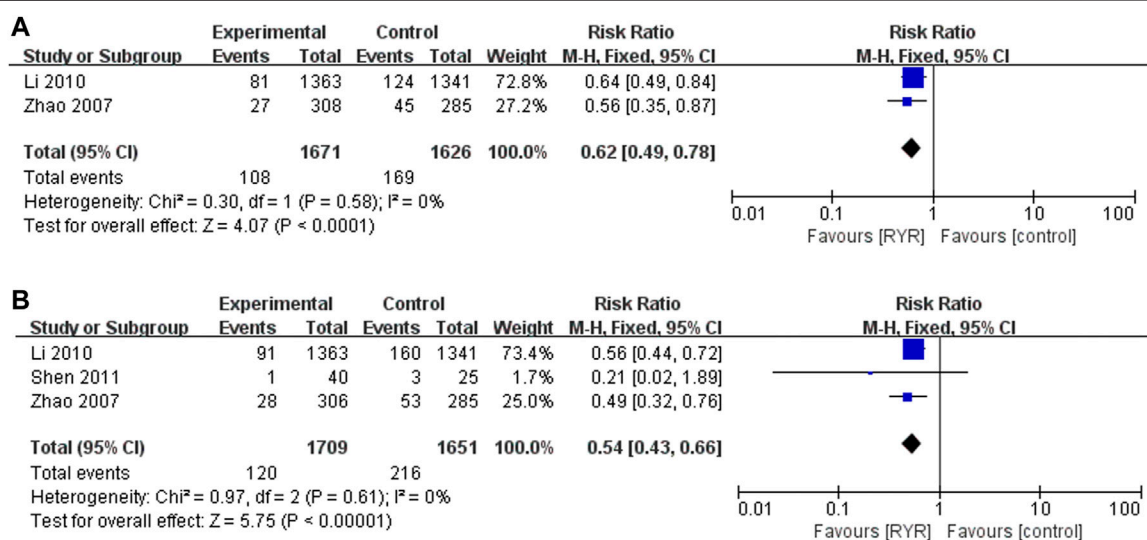 A
Experimental Control Risk Ratio Risk Ratio
Study or Subgroup Events Total Events Total Weight M-H, Fixed, 95% CI M-H, Fixed, 95% CI
Li 2010 81 1363 124 1341 72.8% 0.64 [0.49, 0.84]
Zhao 2007 27 308 45 285 27.2% 0.56 [0.35, 0.87]
Total (95% CI) 1671 1626 100.0% 0.62 [0.49, 0.78]
Total events 108 169
Heterogeneity: Chi² = 0.30, df = 1 (P = 0.58); I² = 0%
Test for overall effect: Z = 4.07 (P < 0.0001)
0.01 0.1 1 10 100
Favours [RYR] Favours [control]
B
Experimental Control Risk Ratio Risk Ratio
Study or Subgroup Events Total Events Total Weight M-H, Fixed, 95% CI M-H, Fixed, 95% CI
Li 2010 91 1363 160 1341 73.4% 0.56 [0.44, 0.72]
Shen 2011 1 40 3 25 1.7% 0.21 [0.02, 1.89]
Zhao 2007 28 306 53 285 25.0% 0.49 [0.32, 0.76]
Total (95% CI) 1709 1651 100.0% 0.54 [0.43, 0.66]
Total events 120 216
Heterogeneity: Chi² = 0.97, df = 2 (P = 0.61); I² = 0%
Test for overall effect: Z = 5.75 (P < 0.00001)
0.01 0.1 1 10 100
Favours [RYR] Favours [control]